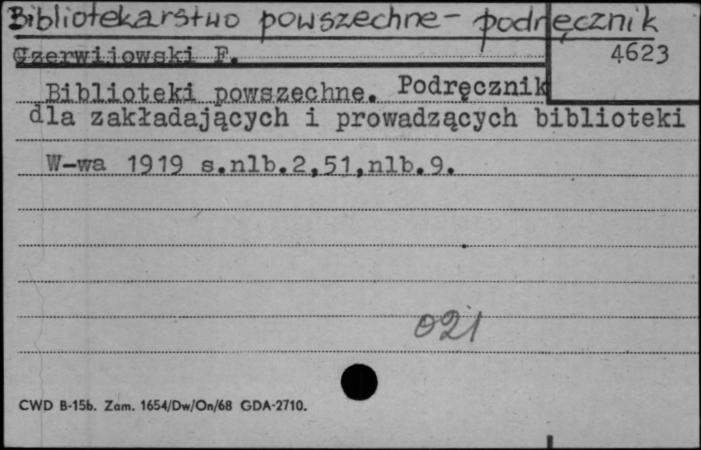 Bibliotekarstwo powszechne - podręcznik
Czerwijowski F.
4623
Biblioteki powszechne. Podręcznik
dla zakładających i prowadzących biblioteki
W-wa 1919 s.nlb.2,51,nlb.9.
021
CWD B-15b. Zam. 1654/Dw/On/68 GDA-2710.